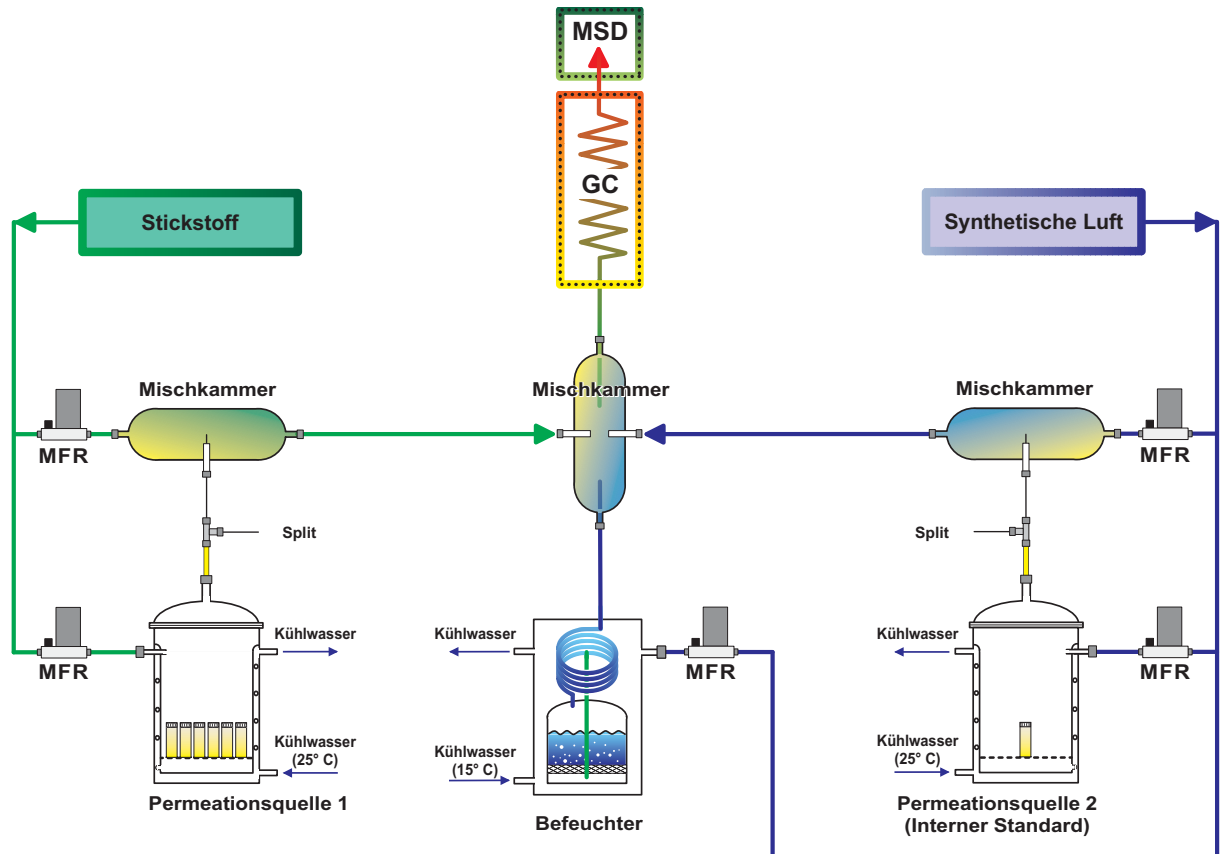 MSD
GC
Stickstoff
Synthetische Luft
Mischkammer
Mischkammer
Mischkammer
MFR
MFR
Split
Split
Kühlwasser
Kühlwasser
Kühlwasser
MFR
MFR
MFR
Kühlwasser
(25° C)
Kühlwasser
(15° C)
Kühlwasser
(25° C)
Permeationsquelle 1
Befeuchter
Permeationsquelle 2
(Interner Standard)